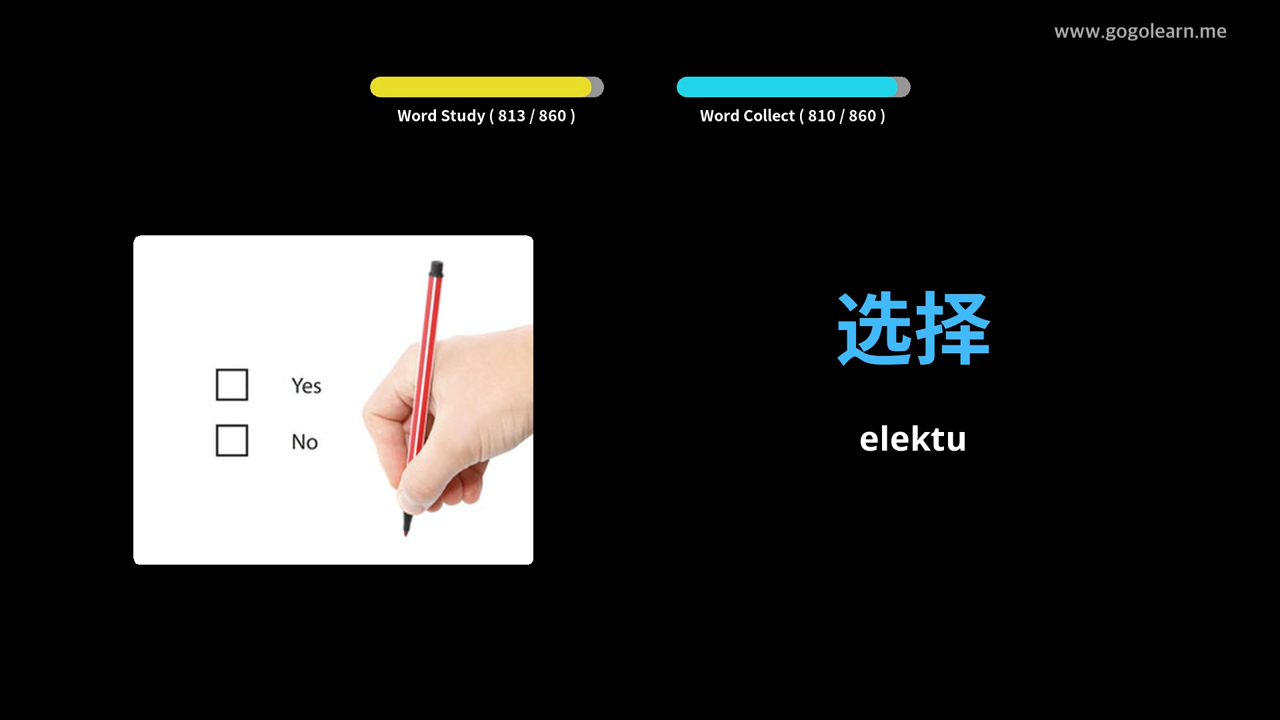 www.gogolearn.me
Word Study ( 813 / 860 )
Word Collect ( 810 / 860 )
Yes
No
选择
elektu